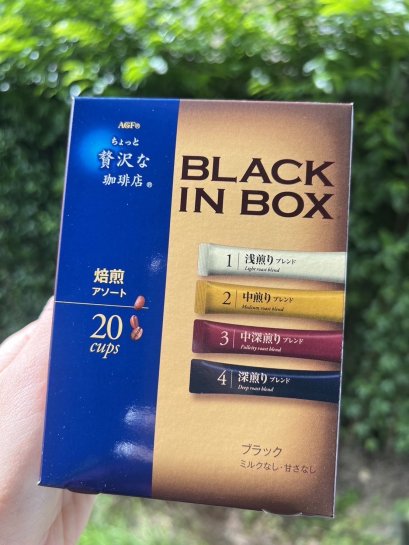 AGF®
ちょっと
贅沢な
珈琲店®
BLACK
IN BOX
焙煎
アソート
20
cups
1 浅煎りブレンド
Light roast blend
2 中煎りブレンド
Medium roast blend
3 中深煎りブレンド
Fullcity roast blend
4 深煎りブレンド
Deep roast blend
ブラック
ミルクなし・甘さなし